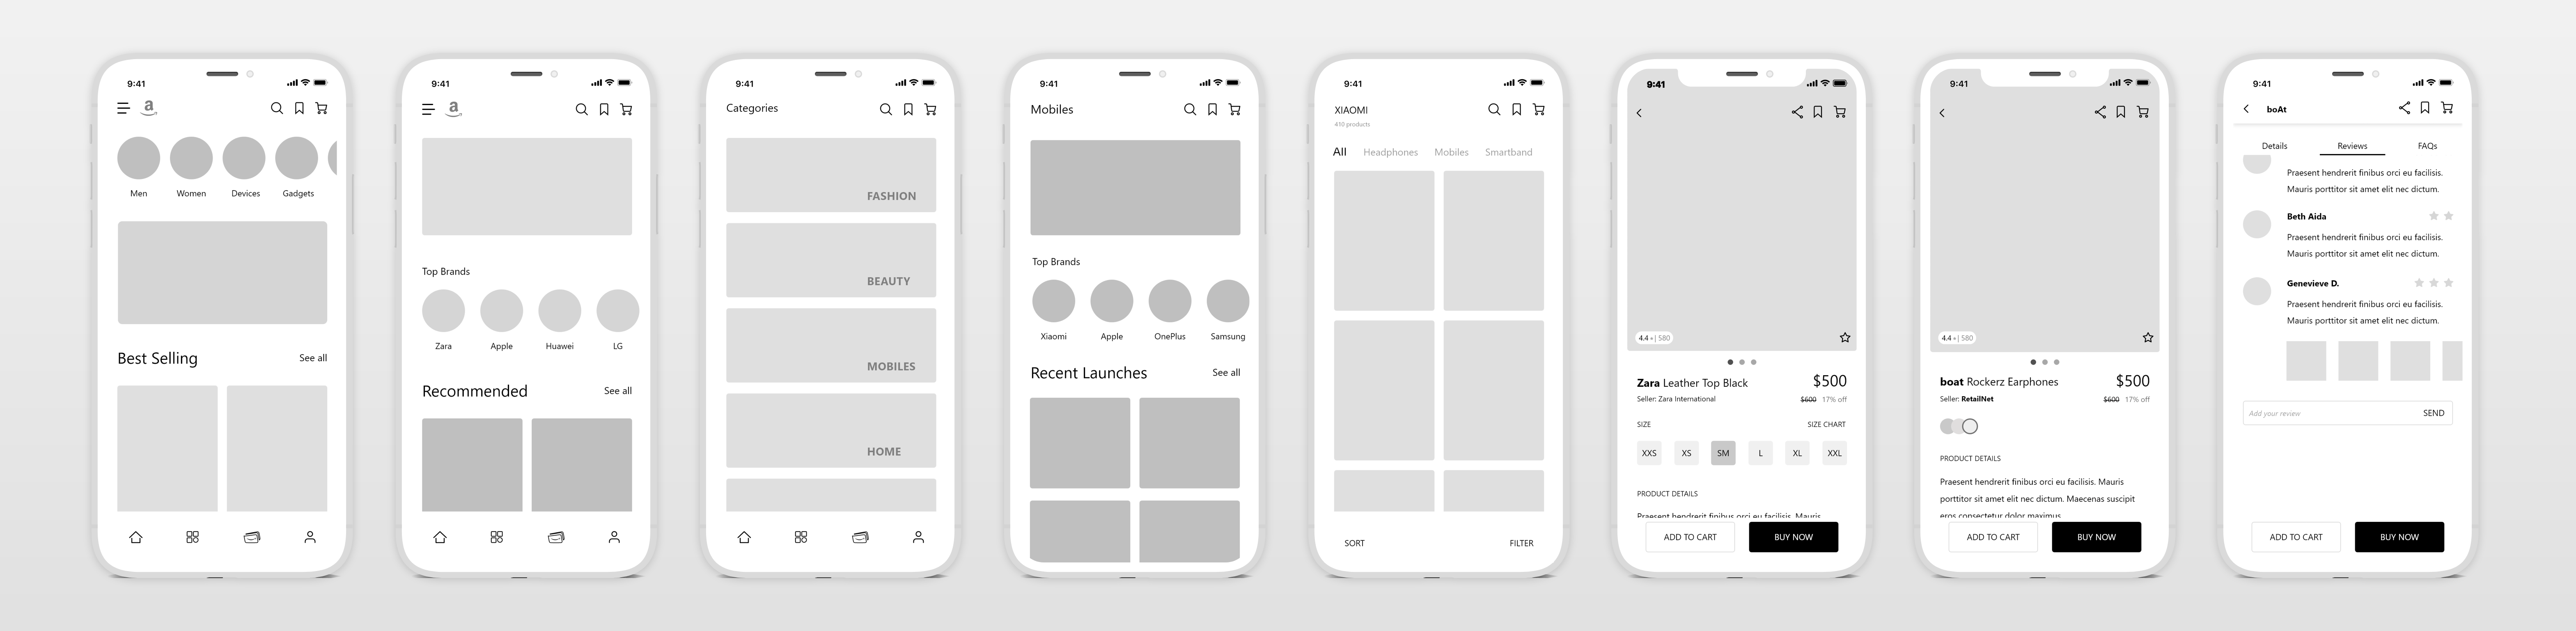 9:41
a
Men Women Devices Gadgets
Best Selling See all
9:41
a
Top Brands
Zara Apple Huawei LG
Recommended See all
9:41
Categories
FASHION
BEAUTY
MOBILES
HOME
9:41
Mobiles
Top Brands
Xiaomi Apple OnePlus Samsung
Recent Launches See all
9:41
XIAOMI
410 products
All Headphones Mobiles Smartband
SORT FILTER
9:41
4.4 ★| 580
Zara Leather Top Black $500
Seller: Zara International $600 17% off
SIZE SIZE CHART
XXS XS SM L XL XXL
PRODUCT DETAILS
Praesent hendrerit finibus orci eu facilisis. Mauris
ADD TO CART BUY NOW
9:41
4.4 ★| 580
boat Rockerz Earphones $500
Seller: RetailNet $600 17% off
PRODUCT DETAILS
Praesent hendrerit finibus orci eu facilisis. Mauris
porttitor sit amet elit nec dictum. Maecenas suscipit
eros consectetur dolor maximus
ADD TO CART BUY NOW
9:41
boAt
Details Reviews FAQs
Praesent hendrerit finibus orci eu facilisis.
Mauris porttitor sit amet elit nec dictum.
Beth Aida
Praesent hendrerit finibus orci eu facilisis.
Mauris porttitor sit amet elit nec dictum.
Genevieve D.
Praesent hendrerit finibus orci eu facilisis.
Mauris porttitor sit amet elit nec dictum.
Add your review SEND
ADD TO CART BUY NOW